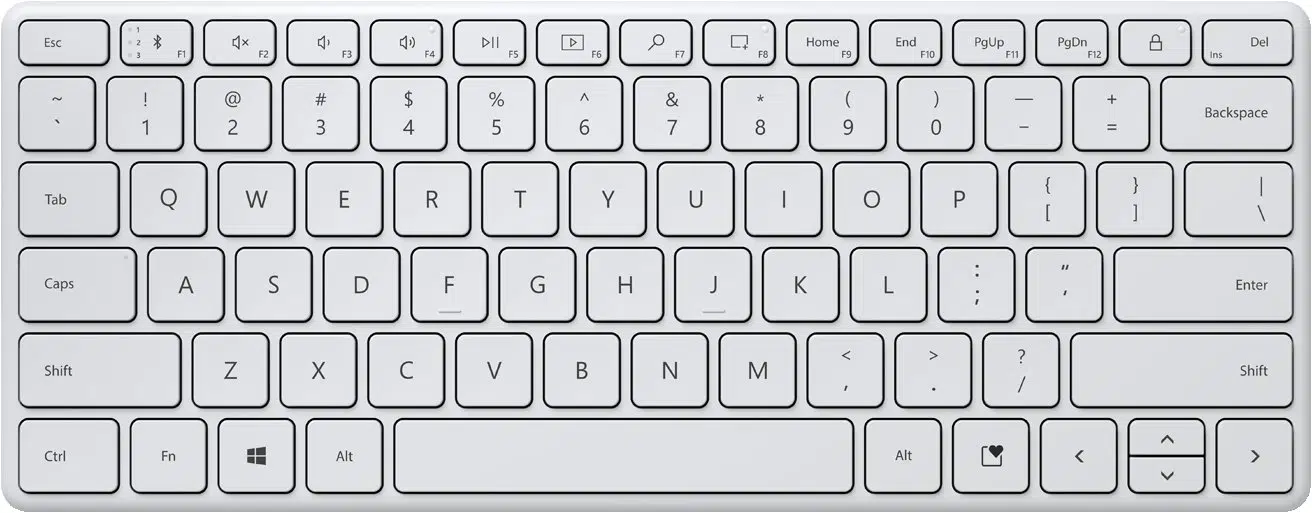 Esc 1 2 3 F1 F2 F3 F4 F5 F6 F7 F8 Home F9 End F10 PgUp F11 PgDn F12 Ins Del
~ ` ! 1 @ 2 # 3 $ 4 % 5 ^ 6 & 7 * 8 ( 9 ) 0 — - + = Backspace
Tab Q W E R T Y U I O P { [ } ] | \
Caps A S D F G H J K L : ; " ' Enter
Shift Z X C V B N M < , > . ? / Shift
Ctrl Fn Alt Alt